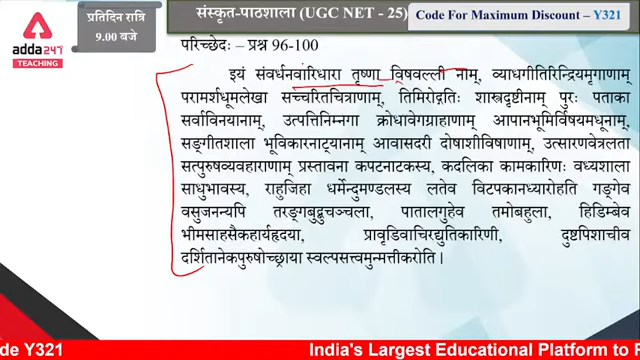 adda247
TEACHING
प्रतिदिन रात्रि
9.00 बजे
संस्कृत-पाठशाला (UGC NET - 25)
Code For Maximum Discount – Y321
परिच्छेदः – प्रश्न 96-100
इयं संवर्धनवारिधारा तृष्णा विषवल्ली नाम्, व्याधगीतिरिन्द्रियमृगाणाम्
परामर्शधूमलेखा सच्चरितचित्राणाम्, तिमिरोद्गतिः शास्त्रदृष्टीनाम् पुरः पताका
सर्वाविनयानाम्, उत्पत्तिनिम्नगा क्रोधावेगग्राहाणाम् आपानभूमिर्विषयमधूनाम्,
सङ्गीतशाला भूविकारनाट्यानाम् आवासदरी दोषाशीविषाणाम्, उत्सारणवेत्रलता
सत्पुरुषव्यवहाराणाम् प्रस्तावना कपटनाटकस्य, कदलिका कामकारिणः वध्यशाला
साधुभावस्य, राहुजिहा धर्मेन्दुमण्डलस्य लतेव विटपकानध्यारोहति गङ्गेव
वसुजनन्यपि तरङ्गबुद्बुचञ्चला, पातालगुहेव तमोबहुला, हिडिम्बेव
भीमसाहसैकहार्यहृदया, प्रावृडिवाचिरद्युतिकारिणी, दुष्टपिशाचीव
दर्शितानेकपुरुषोच्छ्राया स्वल्पसत्त्वमुन्मत्तीकरोति।
de Y321
India's Largest Educational Platform to P